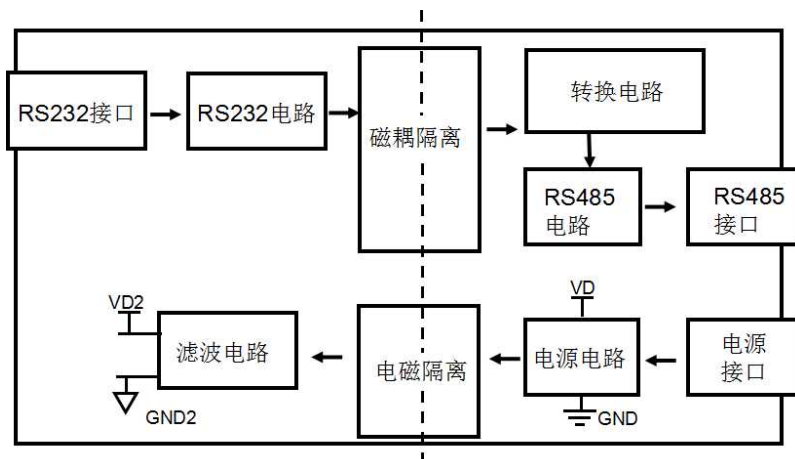 RS232接口
RS232电路
磁耦隔离
转换电路
RS485
电路
RS485
接口
VD2
滤波电路
GND2
电磁隔离
VD
电源电路
GND
电源
接口